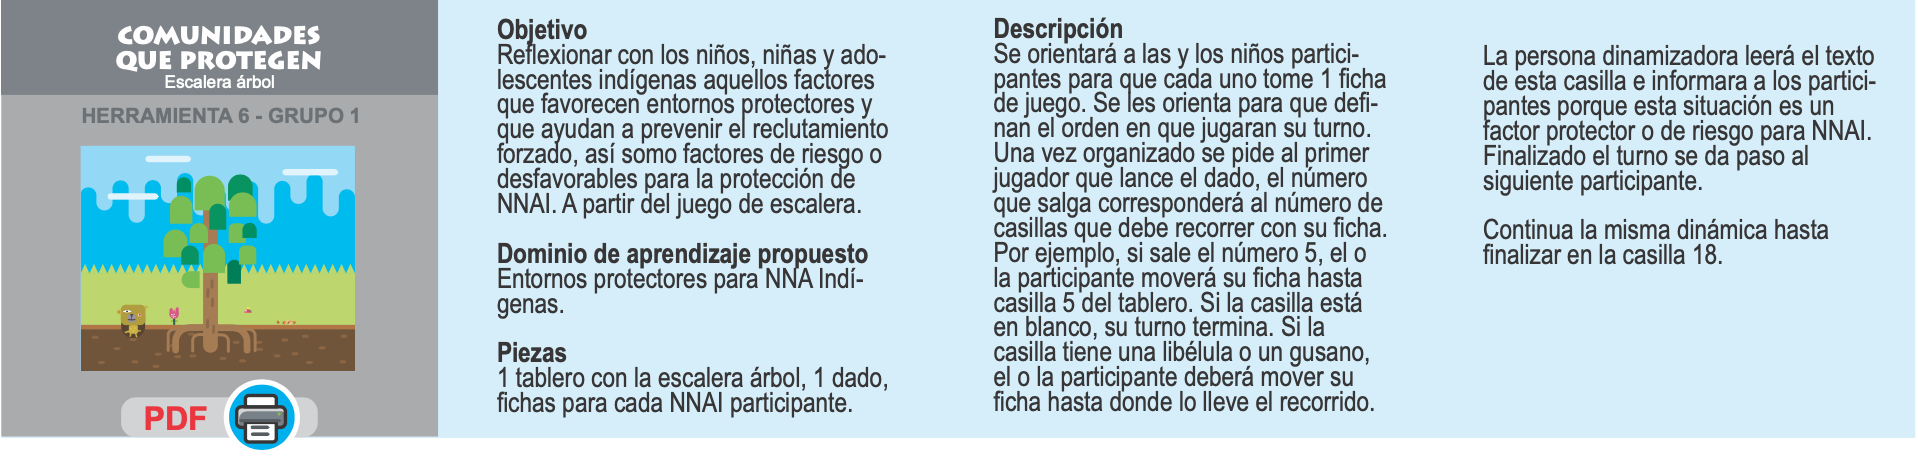 COMUNIDADES
QUE PROTEGEN
Escalera árbol
HERRAMIENTA 6 - GRUPO 1
PDF
Objetivo
Reflexionar con los niños, niñas y ado-
lescentes indígenas aquellos factores
que favorecen entornos protectores y
que ayudan a prevenir el reclutamiento
forzado, así somo factores de riesgo o
desfavorables para la protección de
NNAI. A partir del juego de escalera.
Dominio de aprendizaje propuesto
Entornos protectores para NNA Indí-
genas.
Piezas
1 tablero con la escalera árbol, 1 dado,
fichas para cada NNAI participante.
Descripción
Se orientará a las y los niños partici-
pantes para que cada uno tome 1 ficha
de juego. Se les orienta para que defi-
nan el orden en que jugaran su turno.
Una vez organizado se pide al primer
jugador que lance el dado, el número
que salga corresponderá al número de
casillas que debe recorrer con su ficha.
Por ejemplo, si sale el número 5, el o
la participante moverá su ficha hasta
casilla 5 del tablero. Si la casilla está
en blanco, su turno termina. Si la
casilla tiene una libélula o un gusano,
el o la participante deberá mover su
ficha hasta donde lo lleve el recorrido.
La persona dinamizadora leerá el texto
de esta casilla e informara a los partici-
pantes porque esta situación es un
factor protector o de riesgo para NNAI.
Finalizado el turno se da paso al
siguiente participante.
Continua la misma dinámica hasta
finalizar en la casilla 18.